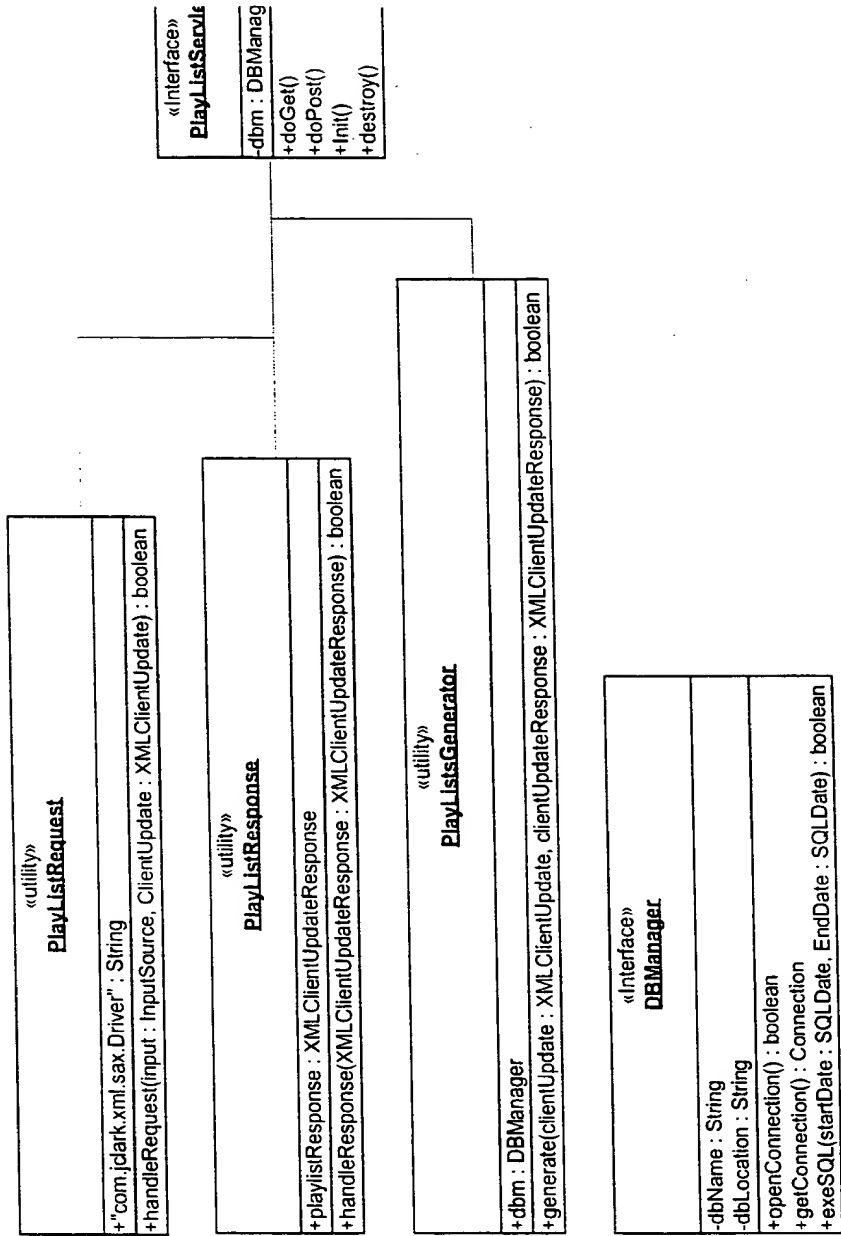 «utility»
PlayListRequest
+"com.jclark.xml.sax.Driver" : String
+handleRequest(input : InputSource, ClientUpdate : XMLClientUpdate) : boolean
«utility»
PlayListResponse
+playlistResponse : XMLClientUpdateResponse
+handleResponse(XMLClientUpdateResponse : XMLClientUpdateResponse) : boolean
«utility»
PlayListsGenerator
+dbm : DBManager
+generate(clientUpdate : XMLClientUpdate, clientUpdateResponse : XMLClientUpdateResponse) : boolean
«Interface»
DBManager
-dbName : String
-dbLocation : String
+openConnection() : boolean
+getConnection() : Connection
+exeSQL(startDate : SQLDate, EndDate : SQLDate) : boolean
«Interface»
PlayListServle
-dbm : DBManag
+doGet()
+doPost()
+Init()
+destroy()